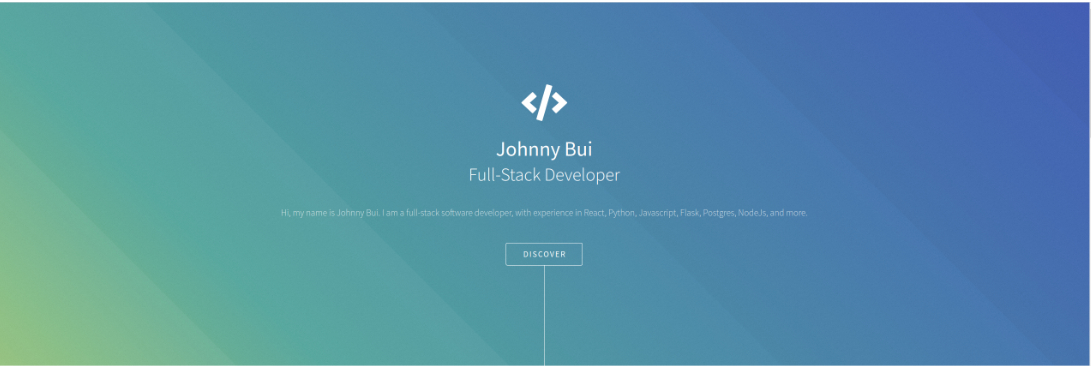 Johnny Bui
Full-Stack Developer
Hi, my name is Johnny Bui. I am a full-stack software developer, with experience in React, Python, Javascript, Flask, Postgres, NodeJs, and more.
DISCOVER